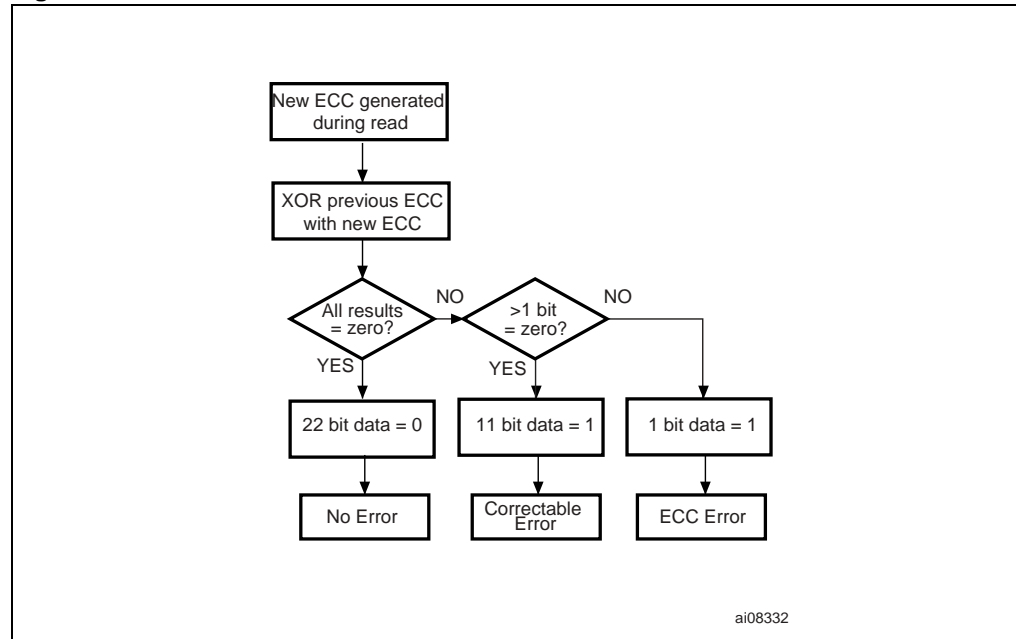 New ECC generated
during read
XOR previous ECC
with new ECC
All results
= zero?
NO
>1 bit
= zero?
NO
YES
YES
22 bit data = 0
11 bit data = 1
1 bit data = 1
No Error
Correctable
Error
ECC Error
ai08332